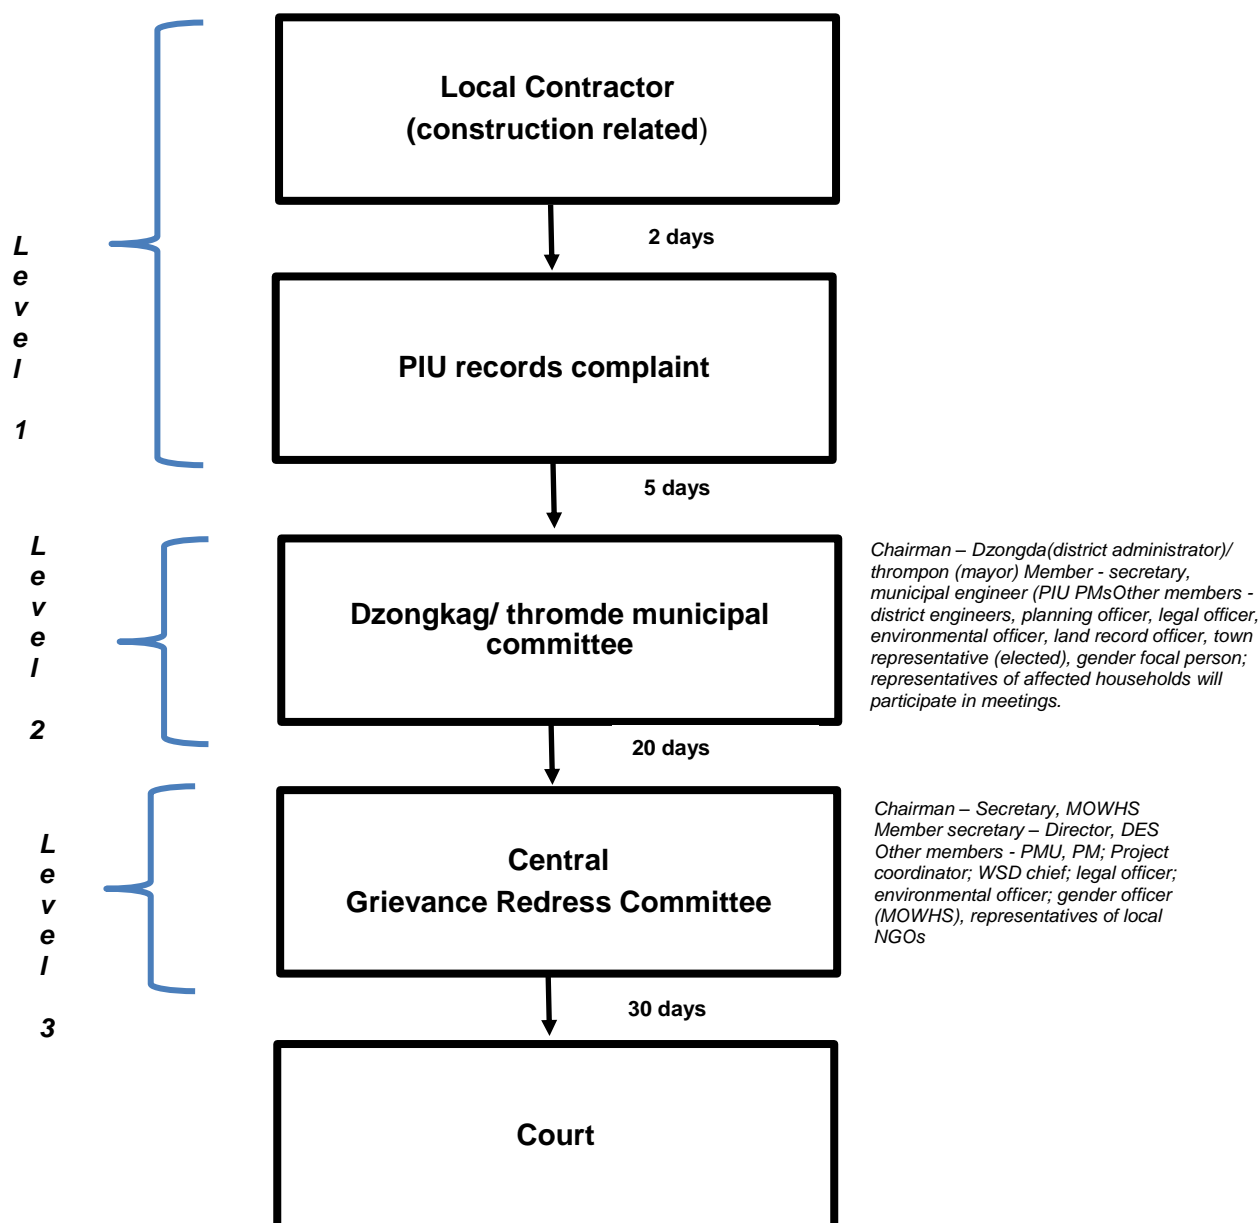 Local Contractor
(construction related)
2 days
Level 1
PIU records complaint
5 days
Level 2
Dzongkag/ thromde municipal
committee
Chairman – Dzongda(district administrator)/
thrompon (mayor) Member - secretary,
municipal engineer (PIU PMsOther members -
district engineers, planning officer, legal officer,
environmental officer, land record officer, town
representative (elected), gender focal person;
representatives of affected households will
participate in meetings.
20 days
Level 3
Central
Grievance Redress Committee
Chairman – Secretary, MOWHS
Member secretary – Director, DES
Other members - PMU, PM; Project
coordinator; WSD chief; legal officer;
environmental officer; gender officer
(MOWHS), representatives of local
NGOs
30 days
Court